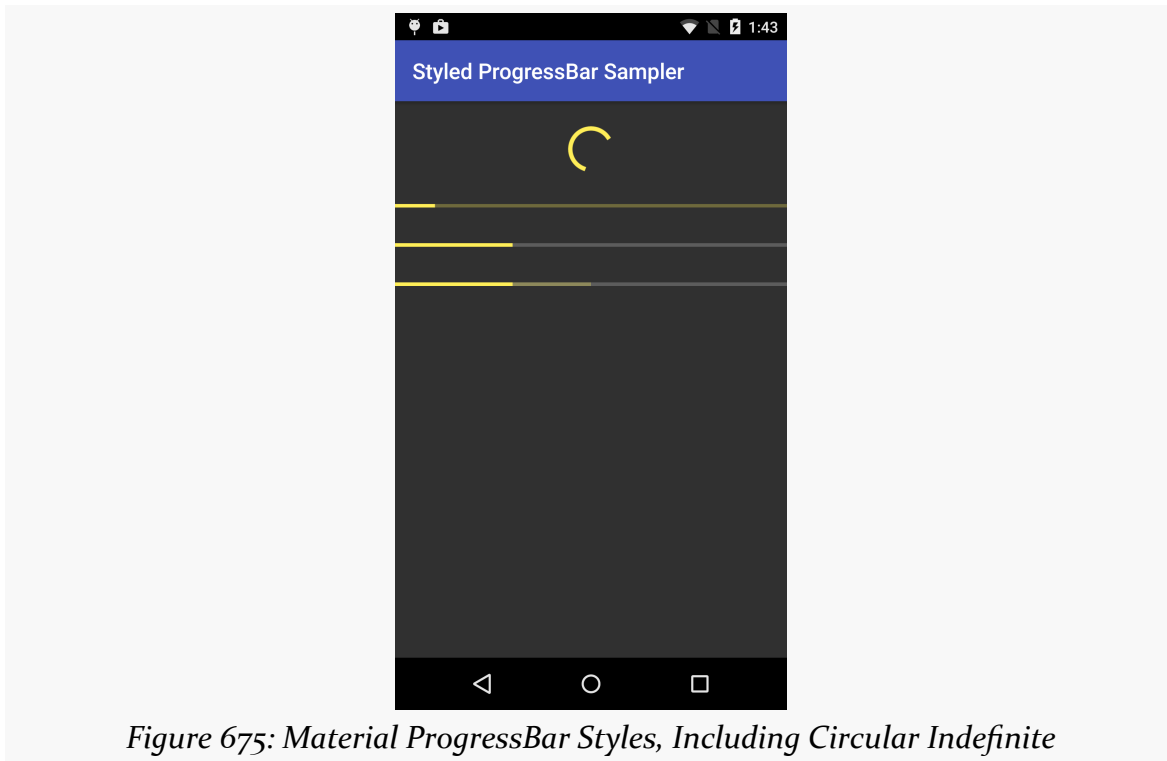 1:43
Styled ProgressBar Sampler
Figure 675: Material ProgressBar Styles, Including Circular Indefinite